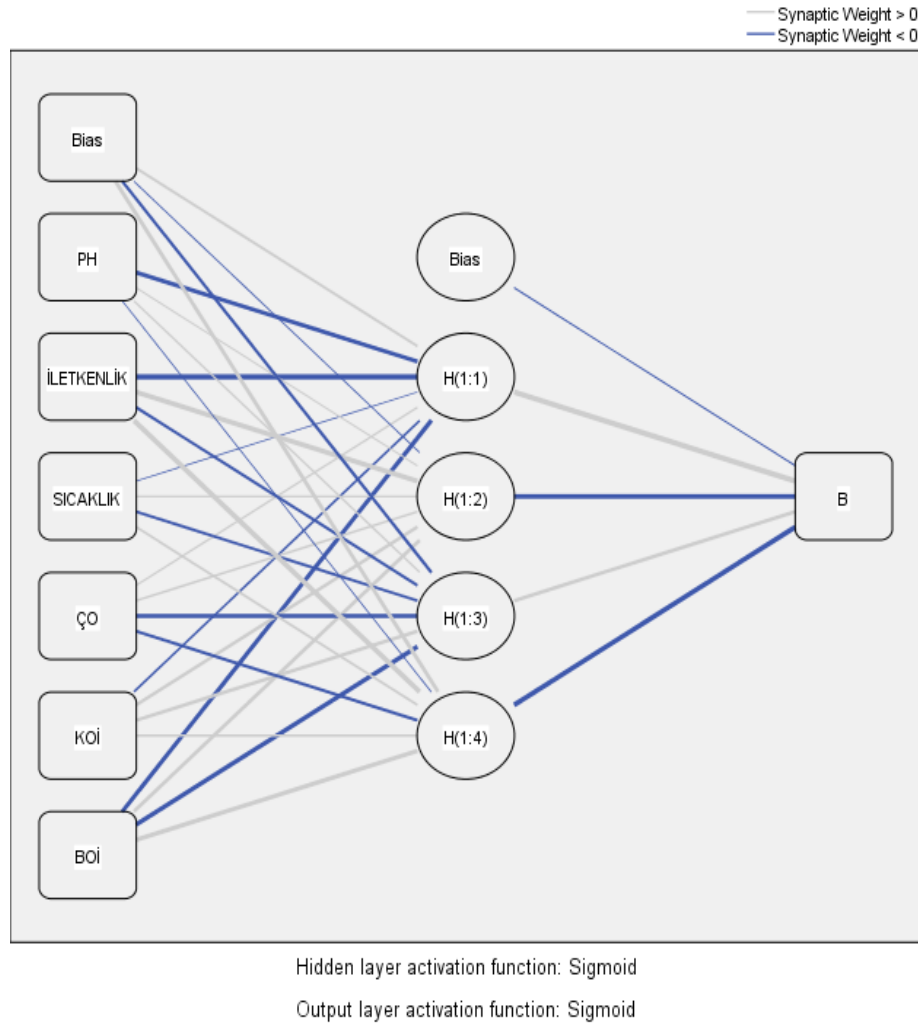 Synaptic Weight > 0
Synaptic Weight < 0
Bias
PH
İLETKENLİK
SICAKLIK
ÇO
KOİ
BOİ
Bias
H(1:1)
H(1:2)
H(1:3)
H(1:4)
B
Hidden layer activation function: Sigmoid
Output layer activation function: Sigmoid